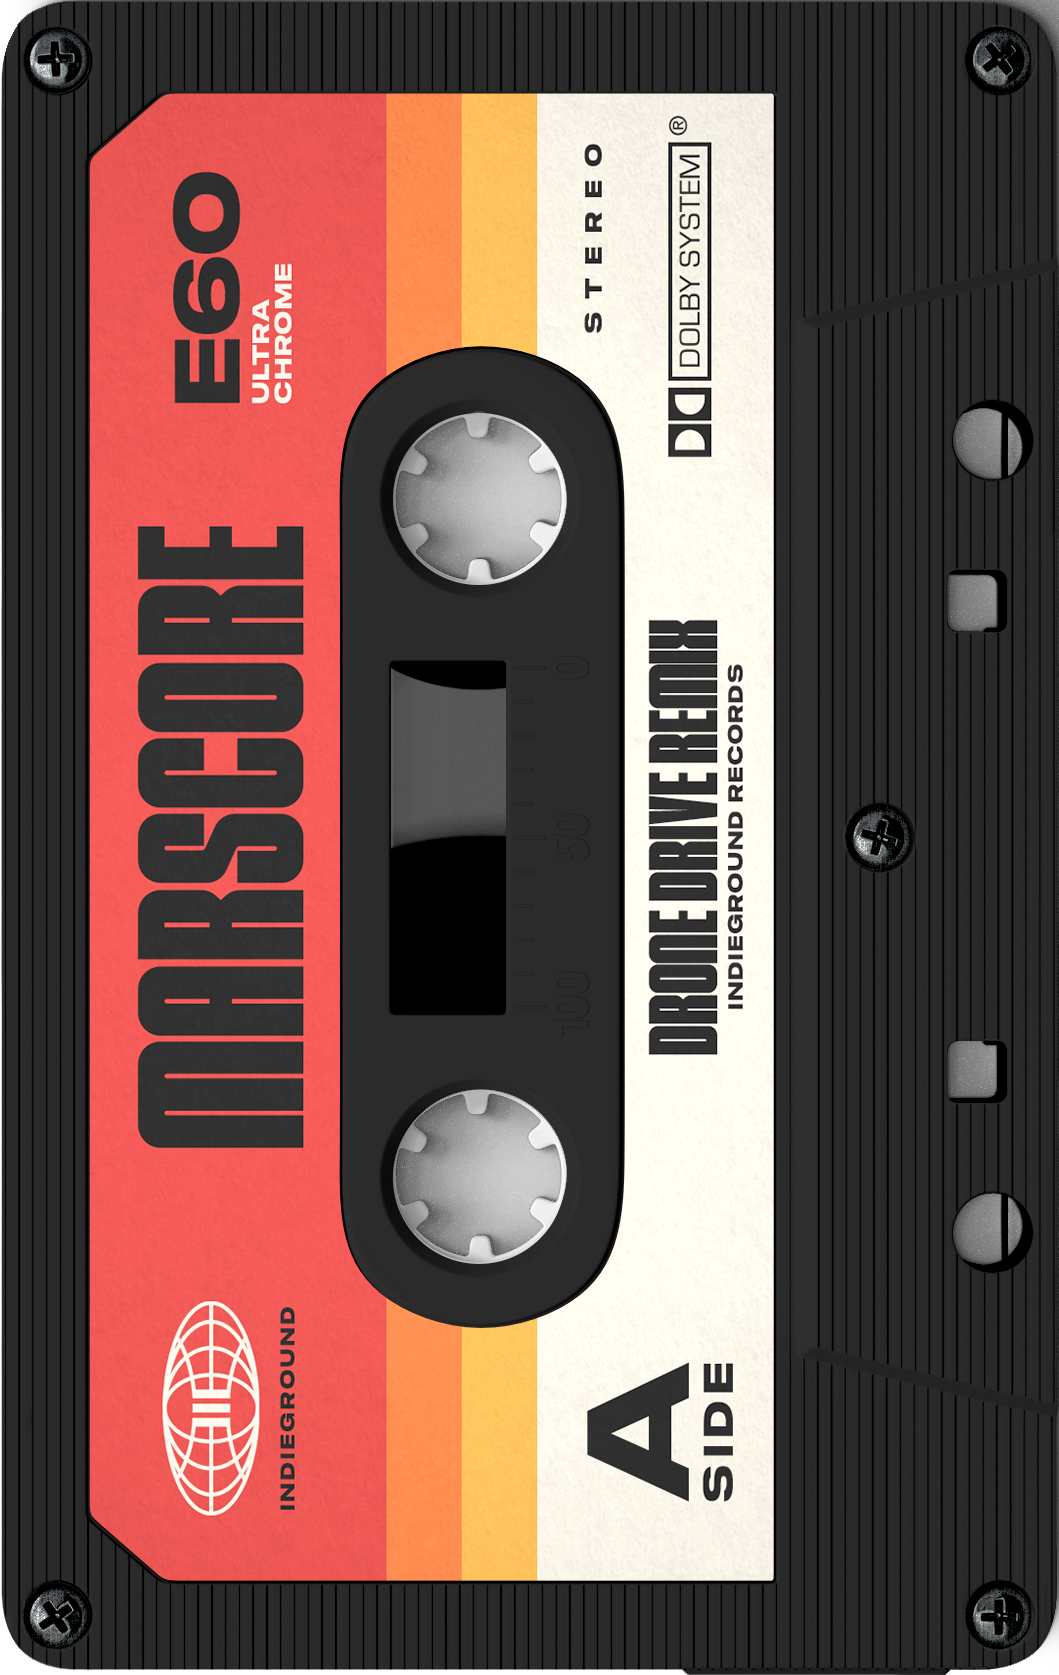 MARSCORE
E60
ULTRA
CHROME
INDIEGROUND
0
50
100
STEREO
DOLBY SYSTEM ®
DRONE DRIVE REMIX
INDIEGROUND RECORDS
A
SIDE